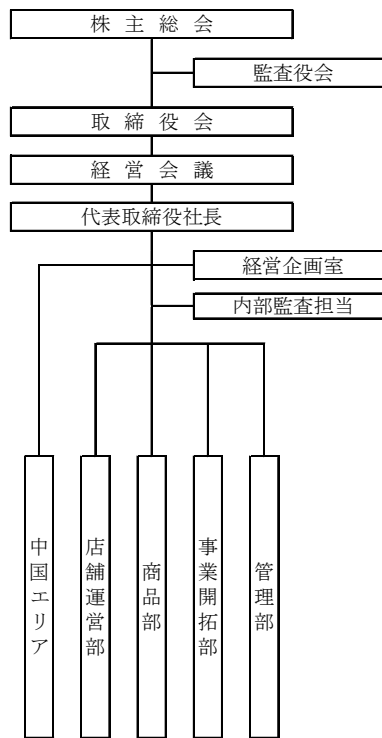 株主総会
監査役会
取締役会
経営会議
代表取締役社長
経営企画室
内部監査担当
中国エリア
店舗運営部
商品部
事業開拓部
管理部